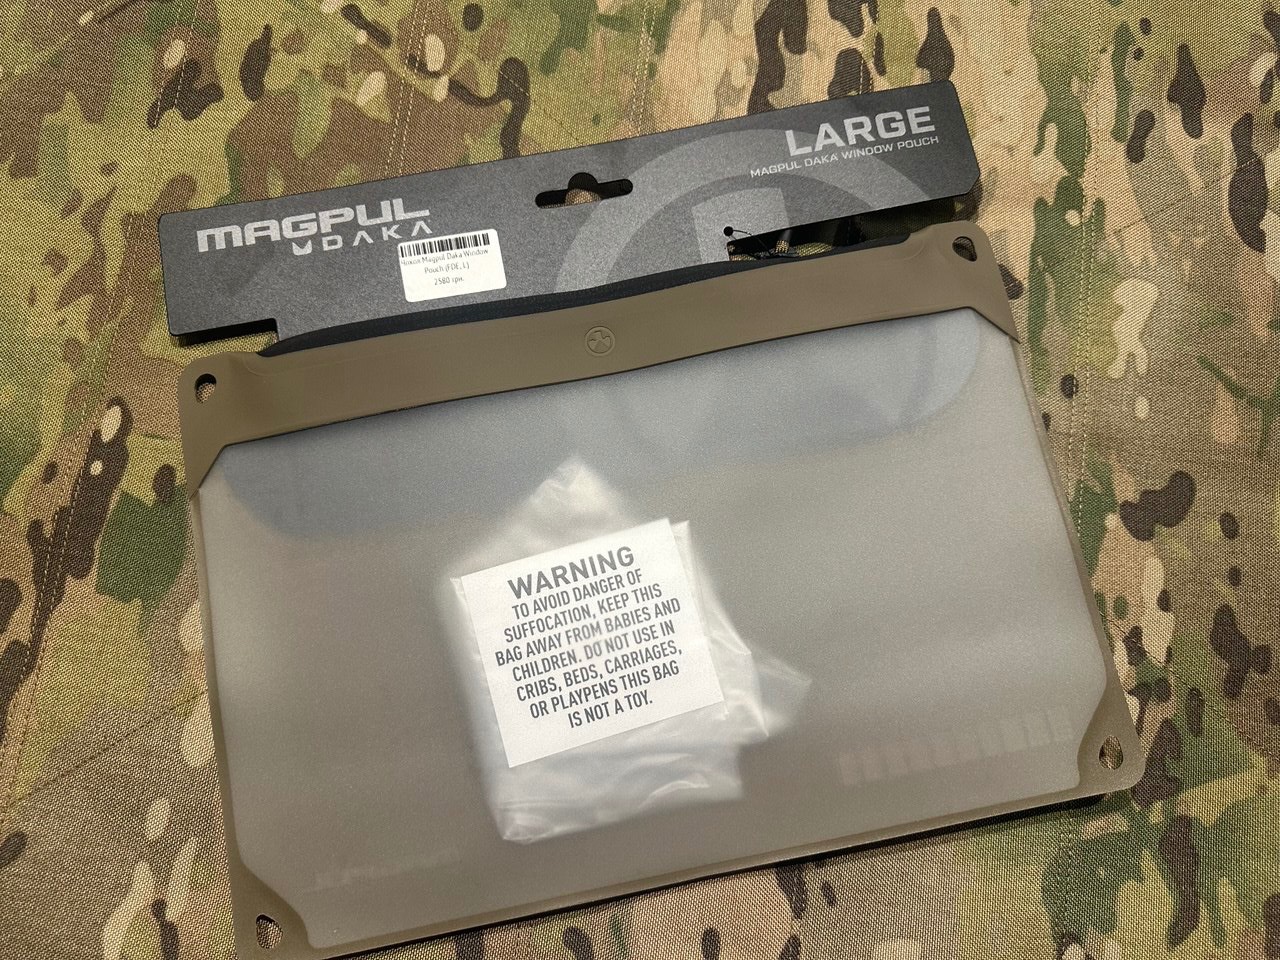 LARGE
MAGPUL DAKA WINDOW POUCH
MAGPUL
DAKA
Чохол Magpul Daka Window
Pouch (FDE, L)
2580 грн.
WARNING
TO AVOID DANGER OF
SUFFOCATION, KEEP THIS
BAG AWAY FROM BABIES AND
CHILDREN. DO NOT USE IN
CRIBS, BEDS, CARRIAGES,
OR PLAYPENS THIS BAG
IS NOT A TOY.